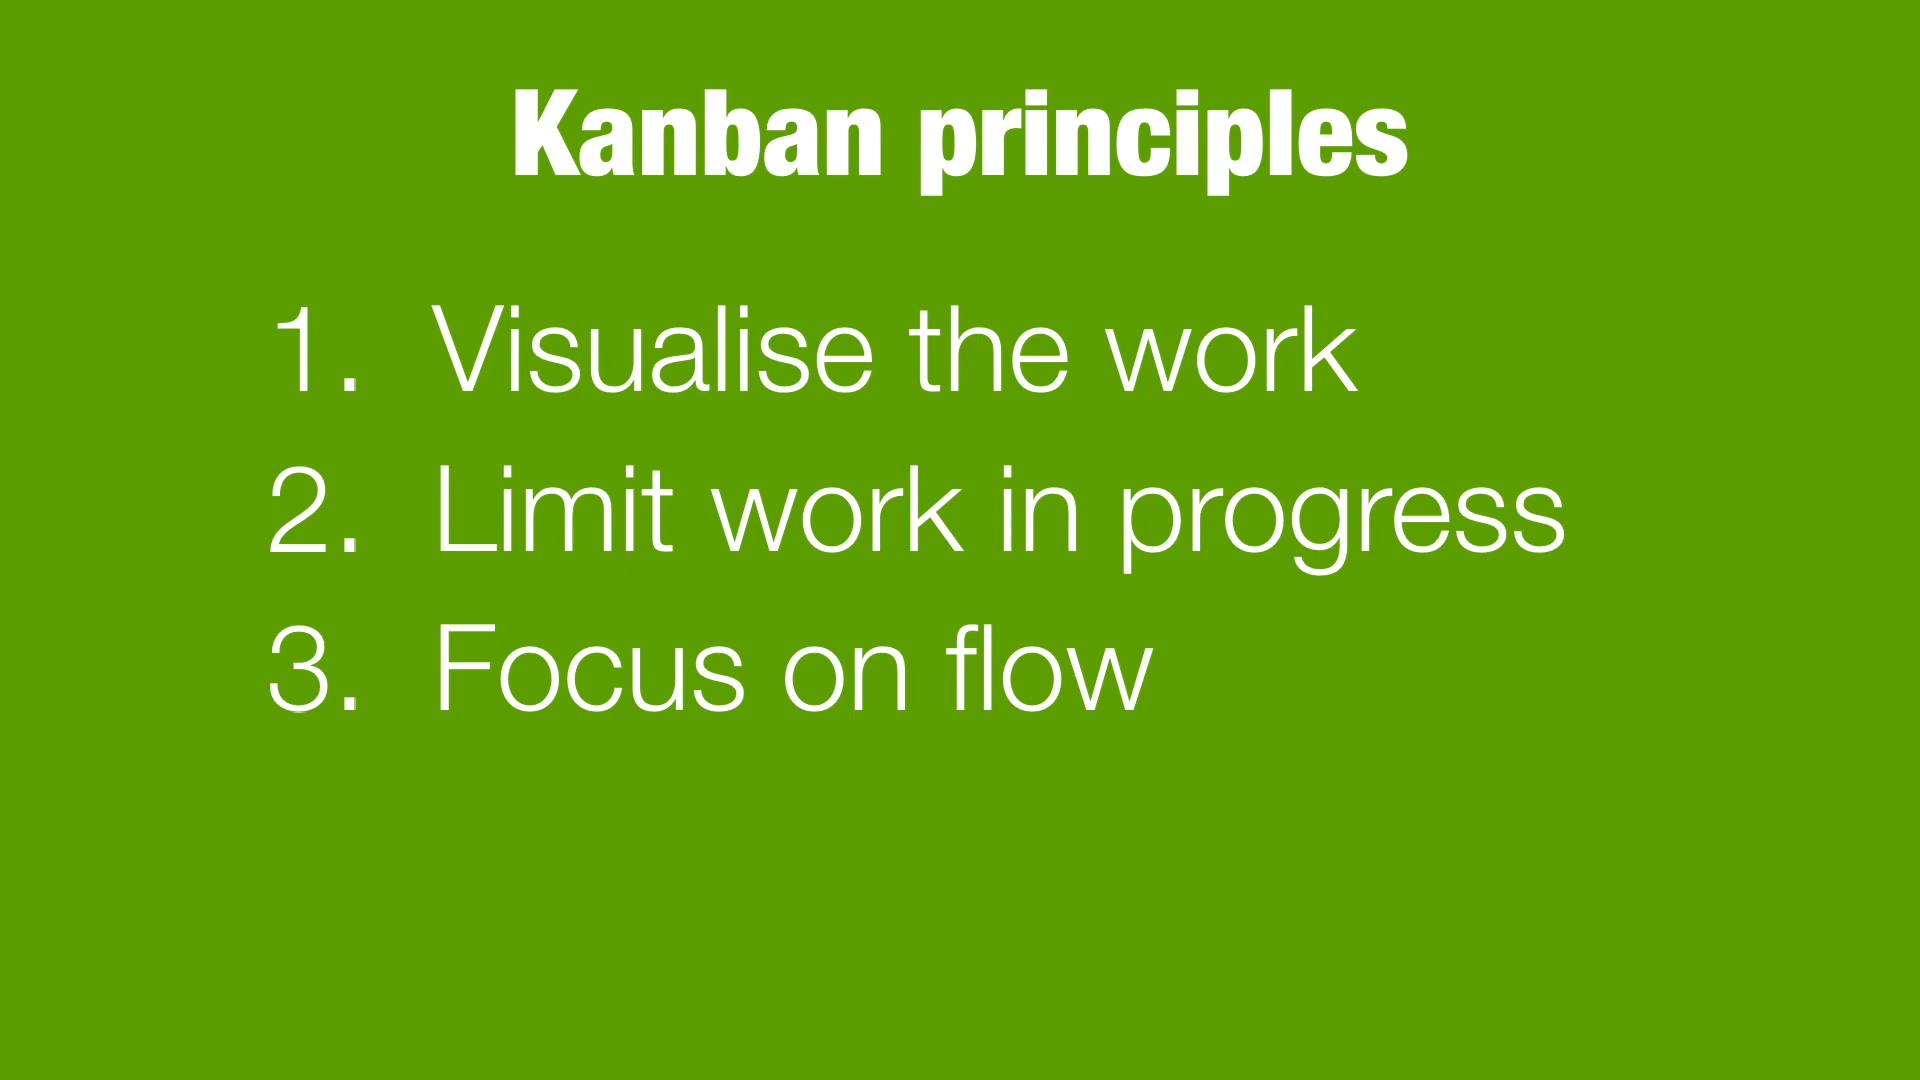 Kanban principles
1. Visualise the work
2. Limit work in progress
3. Focus on flow